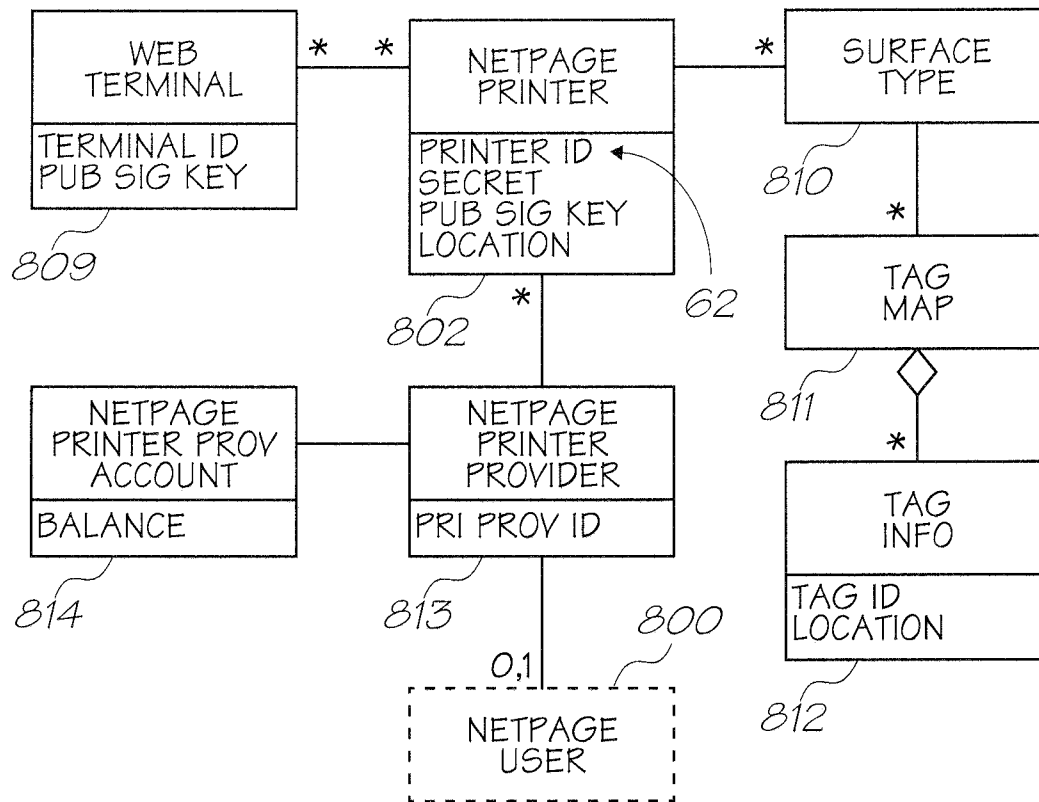 WEB
TERMINAL
TERMINAL ID
PUB SIG KEY
809
*
*
NETPAGE
PRINTER
PRINTER ID
SECRET
PUB SIG KEY
LOCATION
62
802
*
*
SURFACE
TYPE
810
*
TAG
MAP
811
*
TAG
INFO
TAG ID
LOCATION
812
NETPAGE
PRINTER PROV
ACCOUNT
BALANCE
814
NETPAGE
PRINTER
PROVIDER
PRI PROV ID
813
800
0,1
NETPAGE
USER